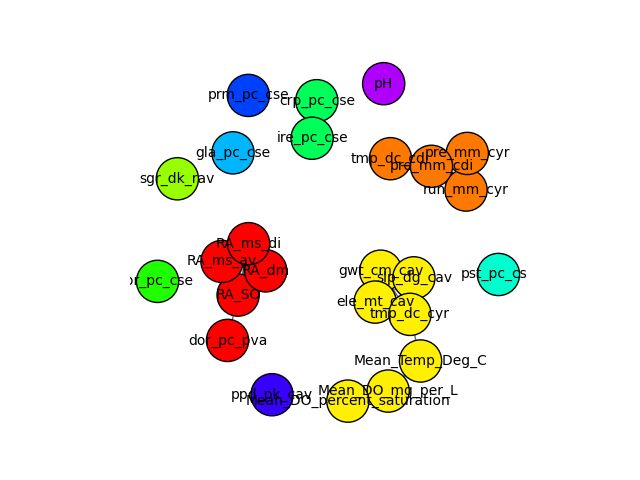 pH
prm_pc_cse
crp_pc_cse
ire_pc_cse
gla_pc_cse
tmp_dc_cdi
pre_mm_cyr
pre_mm_cdi
run_mm_cyr
sgr_dk_rav
RA_ms_di
RA_ms_av
RA_dm
RA_SO
or_pc_cse
gwt_cm_cav
slp_dg_cav
pst_pc_cs
ele_mt_cav
tmp_dc_cyr
dor_pc_pva
Mean_Temp_Deg_C
Mean_DO_mg_per_L
Mean_DO_percent_saturation